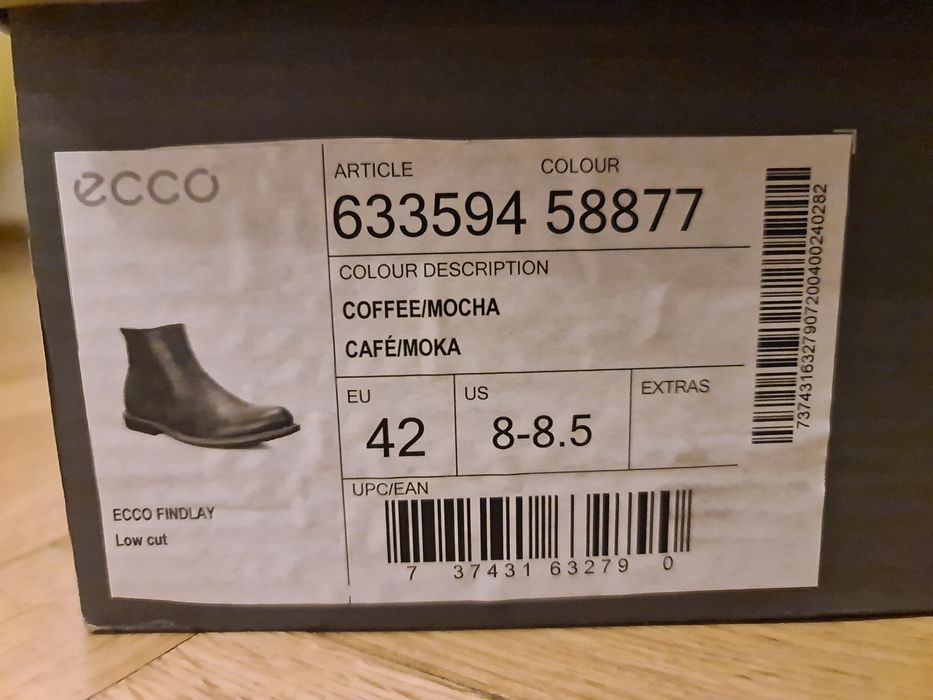 ecco
ECCO FINDLAY
Low cut
ARTICLE COLOUR
633594 58877
COLOUR DESCRIPTION
COFFEE/MOCHA
CAFÉ/MOKA
EU
42
US
8-8.5
EXTRAS
UPC/EAN
7 37431 63279 0
7374316327907200400240282